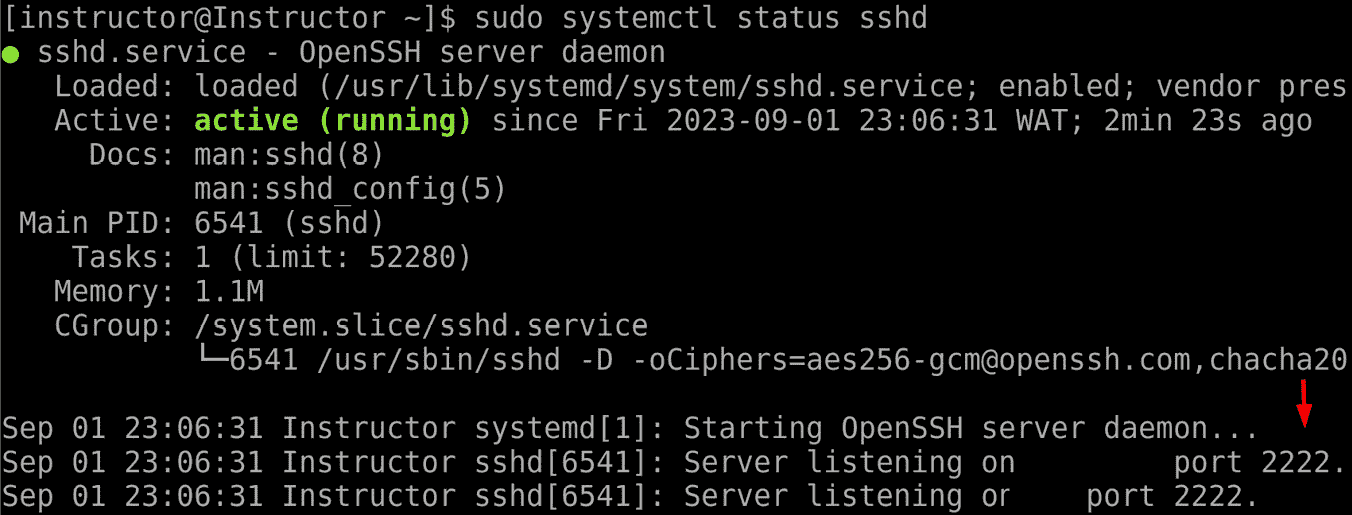 [instructor@Instructor ~]$ sudo systemctl status sshd
● sshd.service - OpenSSH server daemon
Loaded: loaded (/usr/lib/systemd/system/sshd.service; enabled; vendor pres
Active: active (running) since Fri 2023-09-01 23:06:31 WAT; 2min 23s ago
Docs: man:sshd(8)
man:sshd_config(5)
Main PID: 6541 (sshd)
Tasks: 1 (limit: 52280)
Memory: 1.1M
CGroup: /system.slice/sshd.service
└─6541 /usr/sbin/sshd -D -oCiphers=aes256-gcm@openssh.com,chacha20
Sep 01 23:06:31 Instructor systemd[1]: Starting OpenSSH server daemon...
Sep 01 23:06:31 Instructor sshd[6541]: Server listening on port 2222.
Sep 01 23:06:31 Instructor sshd[6541]: Server listening or port 2222.